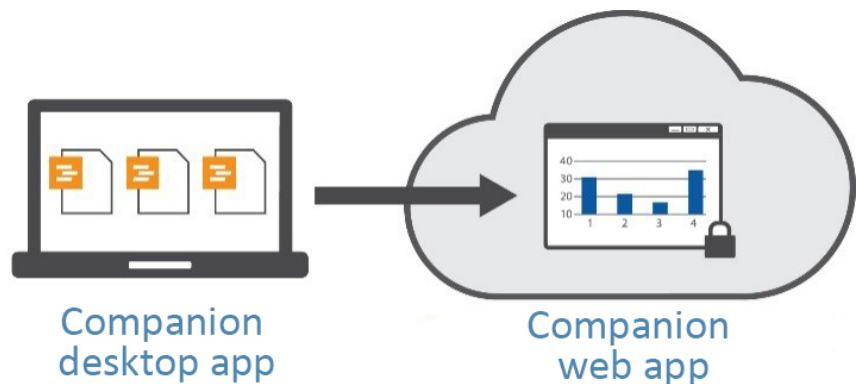 40
30
20
10
1 2 3 4
Companion
desktop app
Companion
web app